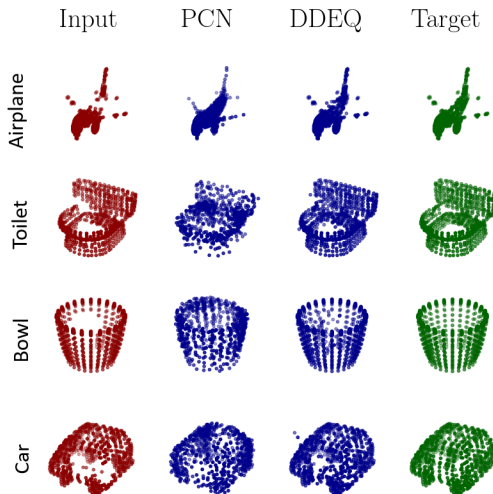 Input PCN DDEQ Target
Airplane
Toilet
Bowl
Car